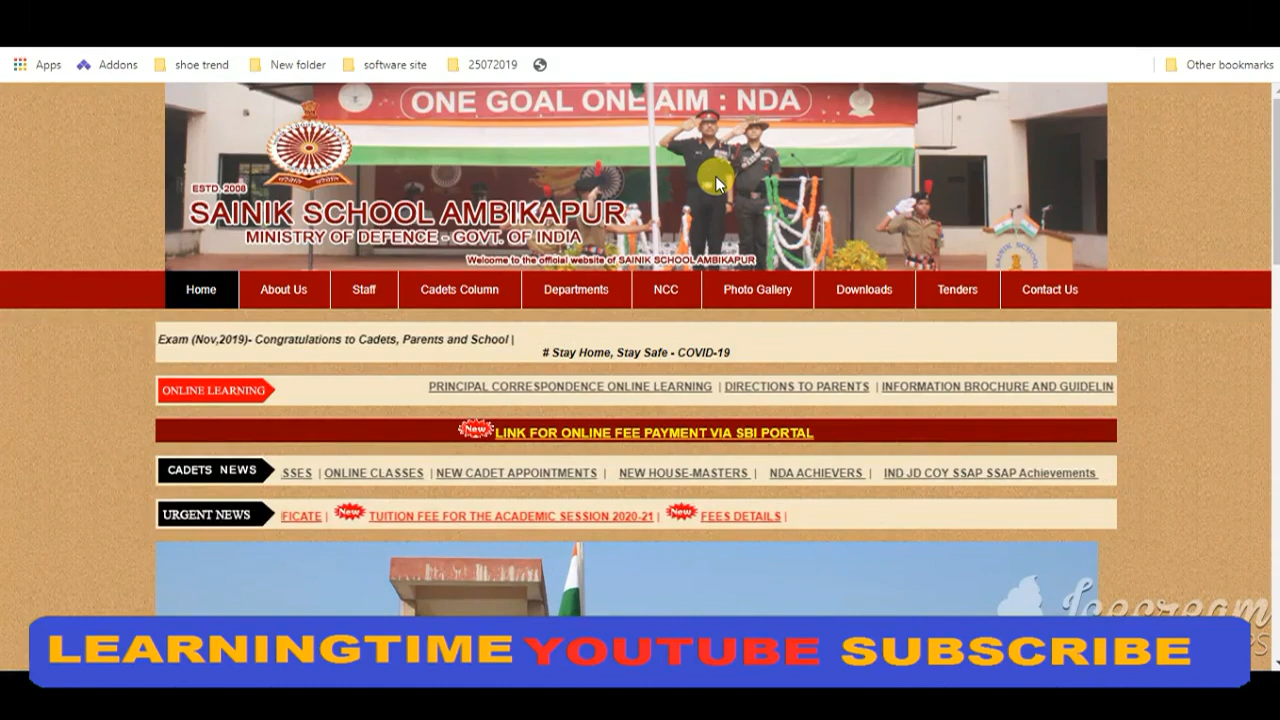 Apps Addons shoe trend New folder software site 25072019 Other bookmarks
ONE GOAL ONE AIM : NDA
ESTD. 2008
SAINIK SCHOOL AMBIKAPUR
MINISTRY OF DEFENCE - GOVT. OF INDIA
Welcome to the official website of SAINIK SCHOOL AMBIKAPUR
Home About Us Staff Cadets Column Departments NCC Photo Gallery Downloads Tenders Contact Us
Exam (Nov,2019)- Congratulations to Cadets, Parents and School |
# Stay Home, Stay Safe - COVID-19
ONLINE LEARNING PRINCIPAL CORRESPONDENCE ONLINE LEARNING | DIRECTIONS TO PARENTS | INFORMATION BROCHURE AND GUIDELIN
New LINK FOR ONLINE FEE PAYMENT VIA SBI PORTAL
CADETS NEWS SSES | ONLINE CLASSES | NEW CADET APPOINTMENTS | NEW HOUSE-MASTERS | NDA ACHIEVERS | IND JD COY SSAP SSAP Achievements
URGENT NEWS FICATE | New TUITION FEE FOR THE ACADEMIC SESSION 2020-21 | New FEES DETAILS |
Icecream
LEARNINGTIME YOUTUBE SUBSCRIBE